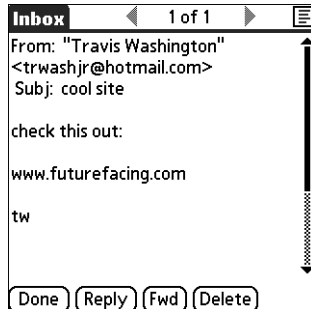 Inbox 1 of 1
From: "Travis Washington"
<trwashjr@hotmail.com>
Subj: cool site
check this out:
www.futurefacing.com
tw
Done Reply Fwd Delete